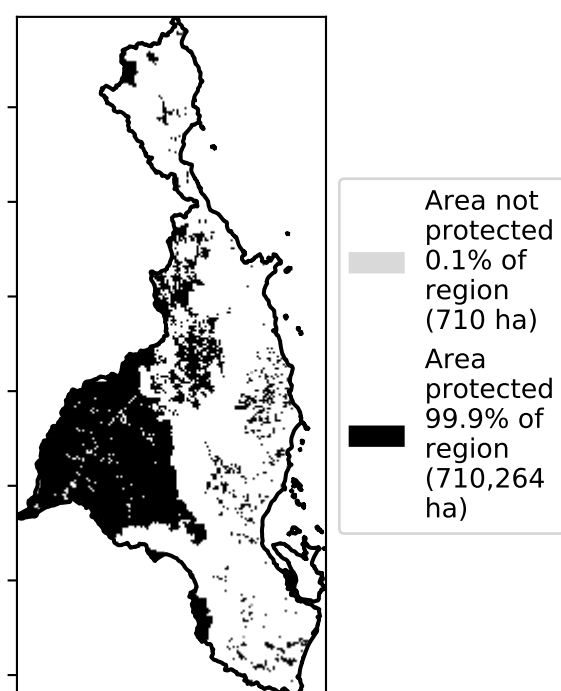 Area not
protected
0.1% of
region
(710 ha)
Area
protected
99.9% of
region
(710,264
ha)